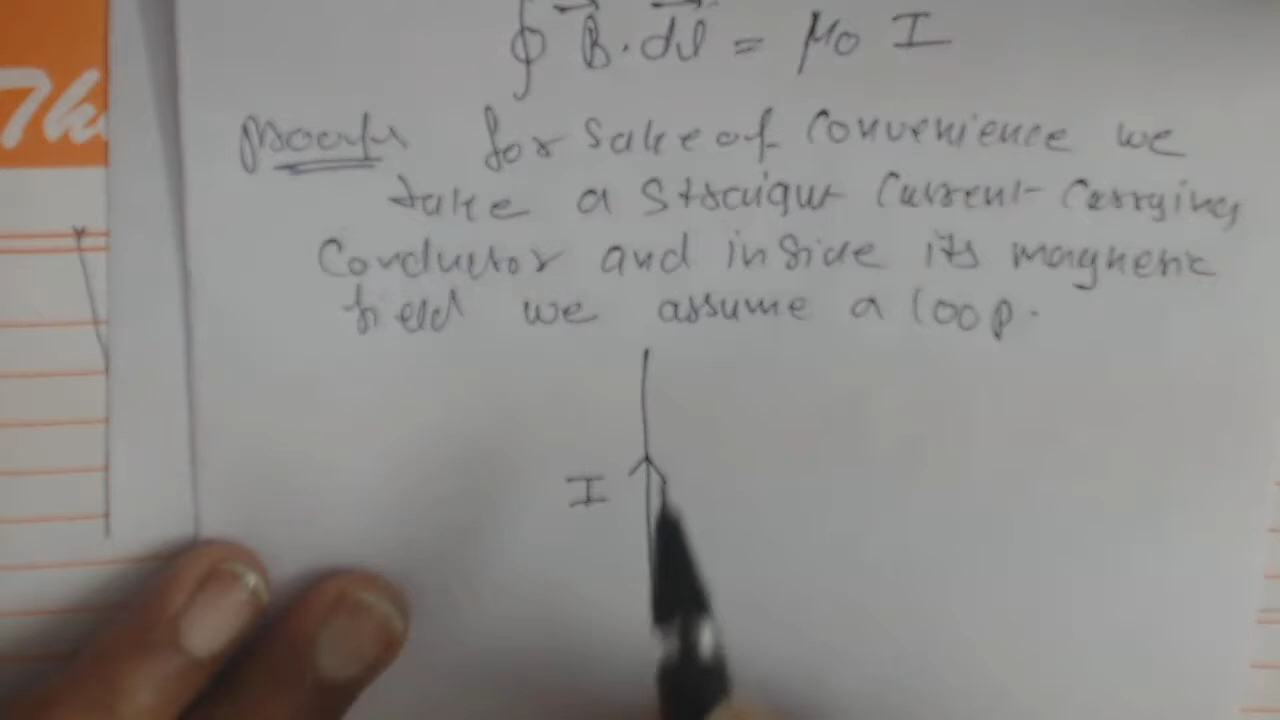 ∮ B⃗. dl⃗ = μ0 I
Proof for sake of convenience we
take a straight current carrying
conductor and inside its magnetic
field we assume a loop.
I